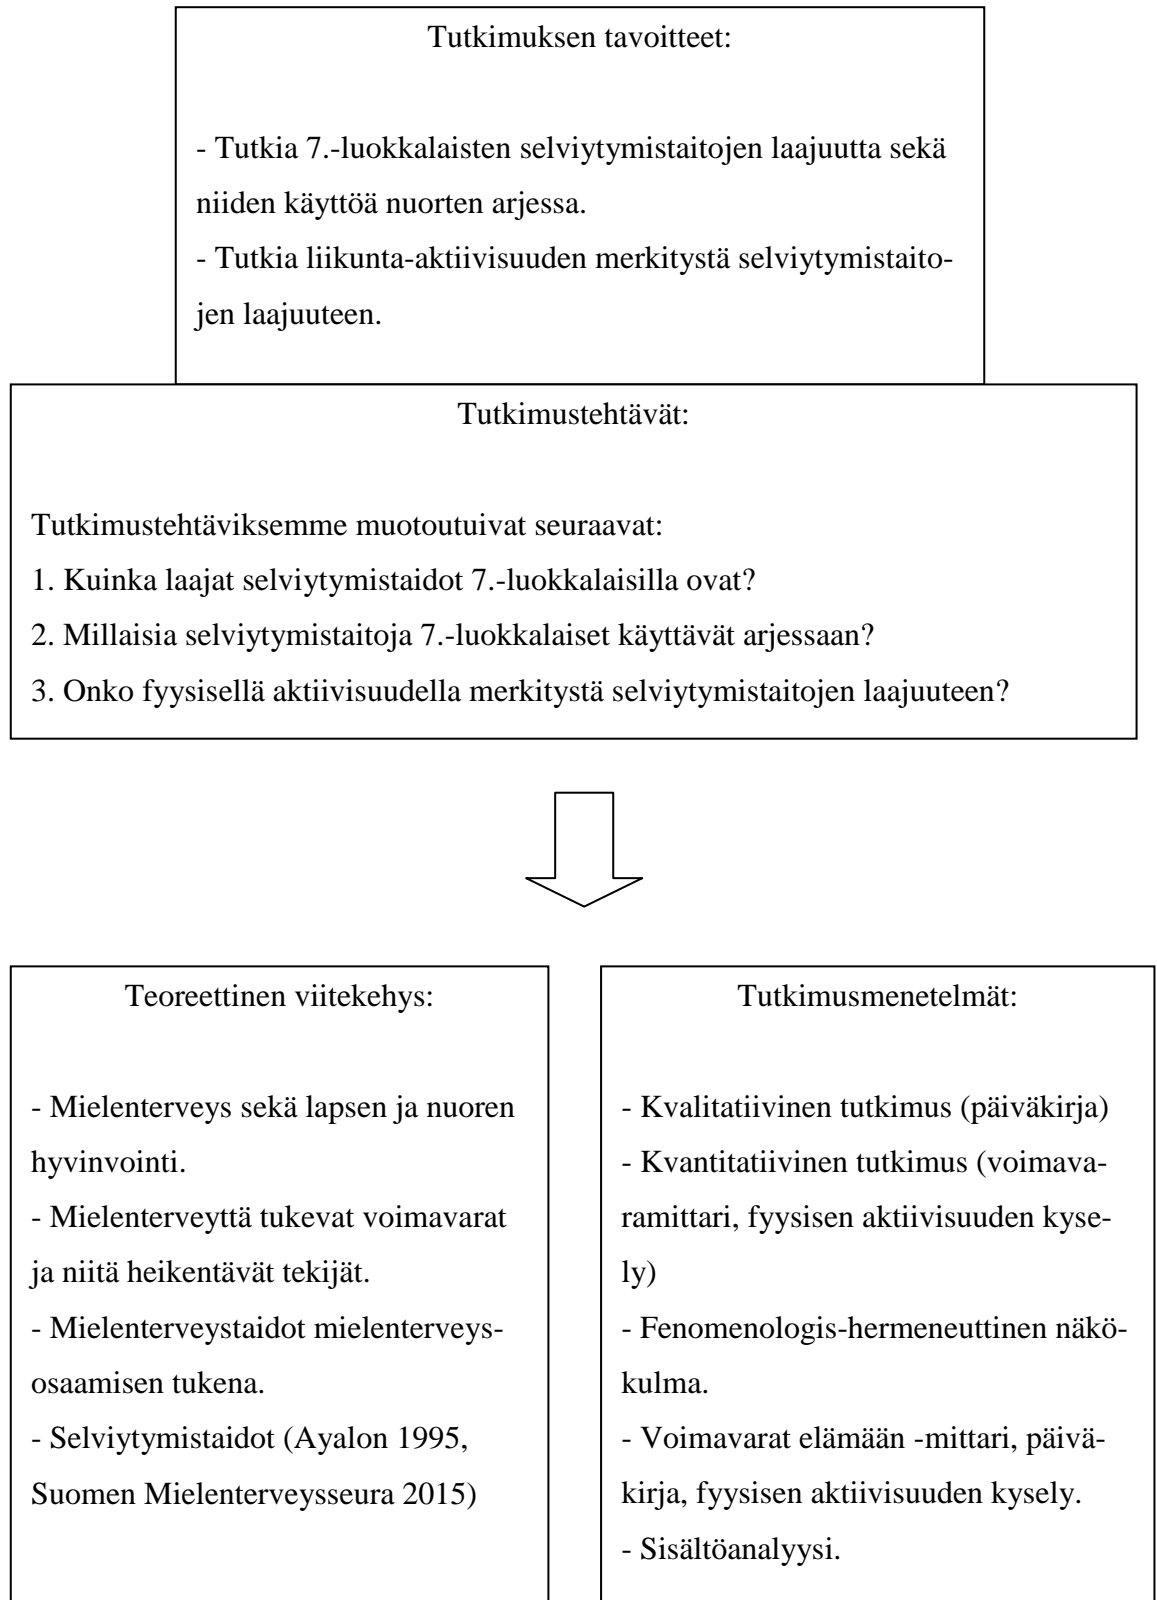 Tutkimuksen tavoitteet:
- Tutkia 7.-luokkalaisten selviytymistaitojen laajuutta sekä
niiden käyttöä nuorten arjessa.
- Tutkia liikunta-aktiivisuuden merkitystä selviytymistaito-
jen laajuuteen.
Tutkimustehtävät:
Tutkimustehtäviksemme muotoutuivat seuraavat:
1. Kuinka laajat selviytymistaidot 7.-luokkalaisilla ovat?
2. Millaisia selviytymistaitoja 7.-luokkalaiset käyttävät arjessaan?
3. Onko fyysisellä aktiivisuudella merkitystä selviytymistaitojen laajuuteen?
Teoreettinen viitekehys:
- Mielenterveys sekä lapsen ja nuoren
hyvinvointi.
- Mielenterveyttä tukevat voimavarat
ja niitä heikentävät tekijät.
- Mielenterveystaidot mielenterveys-
osaamisen tukena.
- Selviytymistaidot (Ayalon 1995,
Suomen Mielenterveysseura 2015)
Tutkimusmenetelmät:
- Kvalitatiivinen tutkimus (päiväkirja)
- Kvantitatiivinen tutkimus (voimava-
ramittari, fyysisen aktiivisuuden kyse-
ly)
- Fenomenologis-hermeneuttinen näkö-
kulma.
- Voimavarat elämään -mittari, päivä-
kirja, fyysisen aktiivisuuden kysely.
- Sisältöanalyysi.